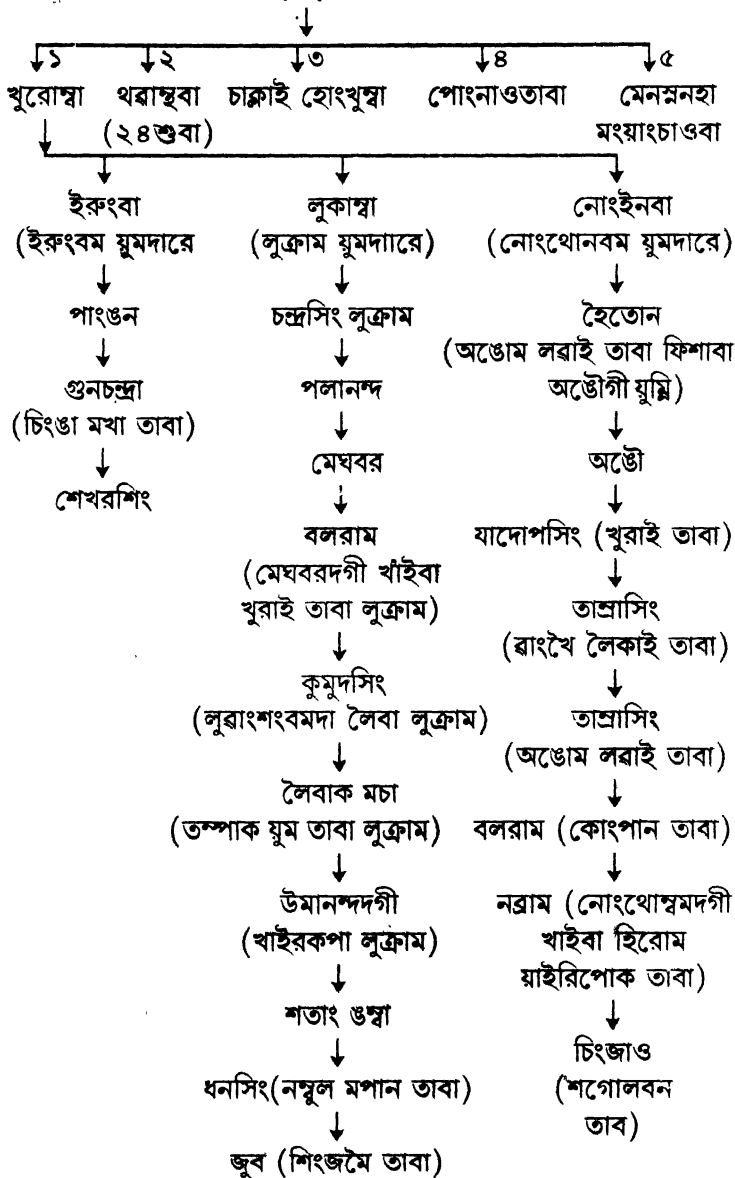 ১ ২ ৩ ৪ ৫
খুরোম্বা থৱান্থবা চাক্লাই হোংখুম্বা পোংনাওতাবা মেনস্ননহা
(২৪শুবা) মংয়াংচাওবা
ইরুংবা লুকাম্বা নোংইনবা
(ইরুংবম য়ুমদারে (লুক্রাম য়ুমদাারে) (নোংথোনবম য়ুমদারে)
পাংঙন চন্দ্রসিং লুক্রাম হৈতোন
(অঙোম লৱাই তাবা ফিশাবা
গুনচন্দ্রা পলানন্দ অঙৌগী য়ুম্নি)
(চিংঙা মখা তাবা)
মেঘবর অঙৌ
শেখরশিং
বলরাম যাদোপসিং (খুরাই তাবা)
(মেঘবরদগী খাইবা
খুরাই তাবা লুক্রাম) তাম্রাসিং
(ৱাংখৈ লৈকাই তাবা)
কুমুদসিং
(লুৱাংশংবমদা লৈবা লুক্রাম) তাম্রাসিং
(অঙোম লৱাই তাবা)
লৈবাক মচা
(তম্পাক য়ুম তাবা লুক্রাম) বলরাম (কোংপান তাবা)
উমানন্দদগী নব্রাম (নোংথোম্বমদগী
(খাইরকপা লুক্রাম) খাইবা হিরোম
য়াইরিপোক তাবা)
শতাং ঙম্বা
চিংজাও
ধনসিং(নম্বুল মপান তাবা) (শগোলবন
তাব)
জুব (শিংজমৈ তাবা)